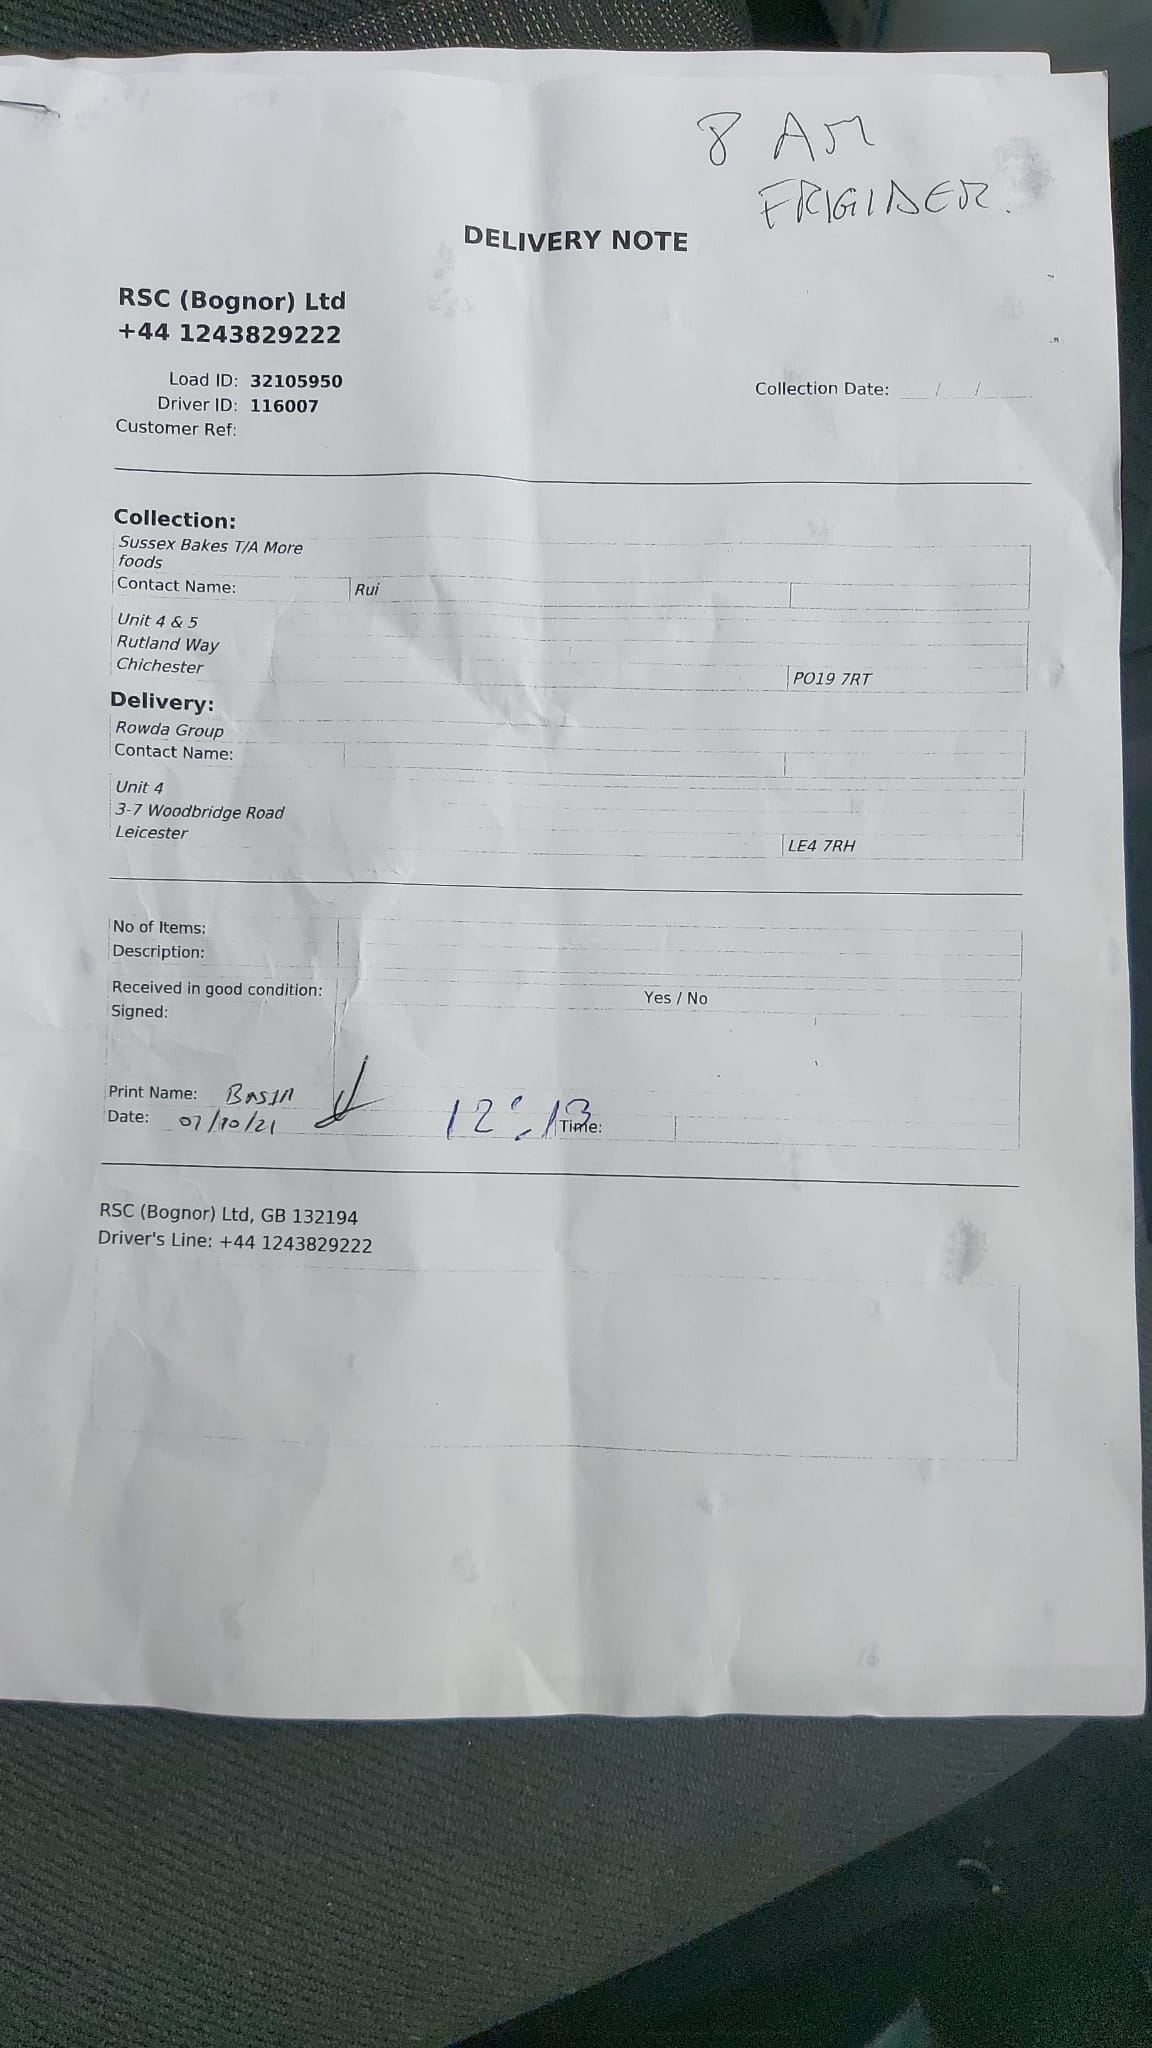 8 AM
FRIGIDER.
DELIVERY NOTE
RSC (Bognor) Ltd
+44 1243829222
Load ID: 32105950
Driver ID: 116007
Customer Ref:
Collection Date: / /
Collection:
Sussex Bakes T/A More
foods
Contact Name: Rui
Unit 4 & 5
Rutland Way
Chichester PO19 7RT
Delivery:
Rowda Group
Contact Name:
Unit 4
3-7 Woodbridge Road
Leicester LE4 7RH
No of Items:
Description:
Received in good condition: Yes / No
Signed:
Print Name:
Date: 07/10/21 12:13 Time:
RSC (Bognor) Ltd, GB 132194
Driver's Line: +44 1243829222